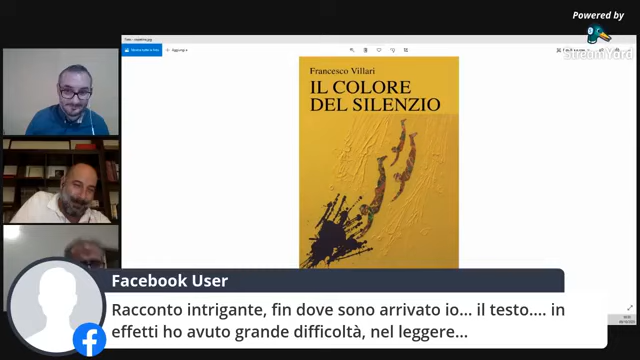 Powered by
StreamYard
Francesco Villari
IL COLORE
DEL SILENZIO
Facebook User
Racconto intrigante, fin dove sono arrivato io... il testo.... in
effetti ho avuto grande difficoltà, nel leggere...